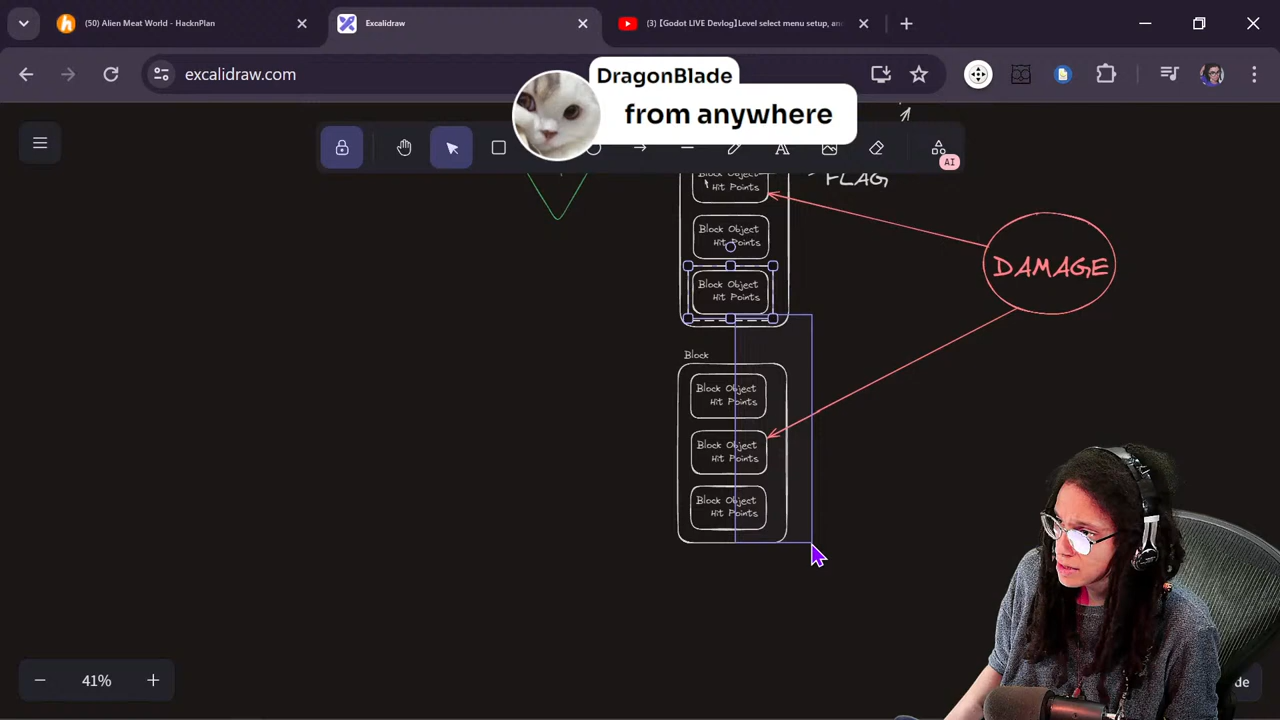 (50) Alien Meat World - HacknPlan
Excalidraw
(3) [Godot LIVE Devlog]Level select menu setup, an
excalidraw.com
DragonBlade
from anywhere
A
AI
Block Object
Hit Points
FLAG
Block Object
Hit Points
DAMAGE
Block Object
Hit Points
Block
Block Object
Hit Points
Block Object
Hit Points
Block Object
Hit Points
41%
de